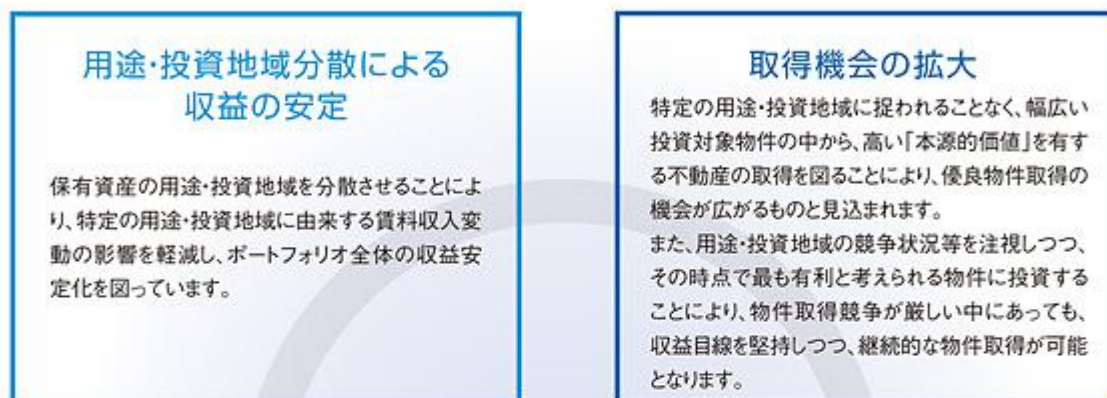 用途・投資地域分散による
収益の安定
保有資産の用途・投資地域を分散させることによ
り、特定の用途・投資地域に由来する賃料収入変
動の影響を軽減し、ポートフォリオ全体の収益安
定化を図っています。
取得機会の拡大
特定の用途・投資地域に捉われることなく、幅広い
投資対象物件の中から、高い「本源的価値」を有す
る不動産の取得を図ることにより、優良物件取得の
機会が広がるものと見込まれます。
また、用途・投資地域の競争状況等を注視しつつ、
その時点で最も有利と考えられる物件に投資する
ことにより、物件取得競争が厳しい中にあっても、
収益目線を堅持しつつ、継続的な物件取得が可能
となります。